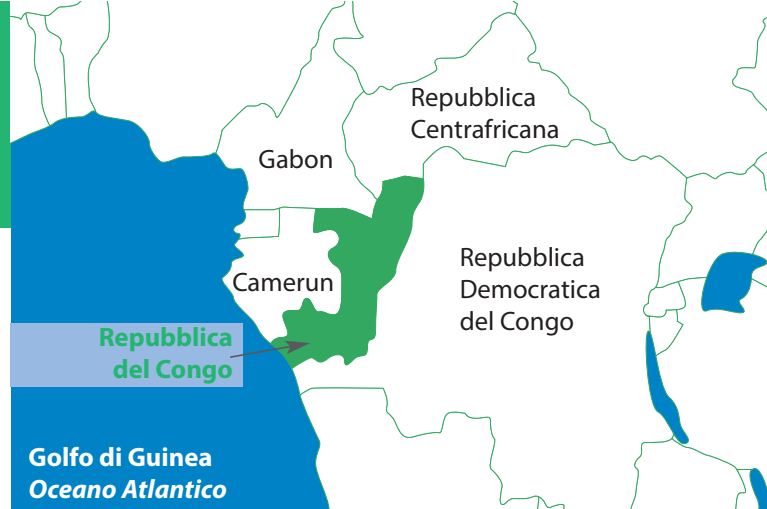 Repubblica
Centrafricana
Gabon
Repubblica
Democratica
del Congo
Camerun
Repubblica
del Congo
Golfo di Guinea
Oceano Atlantico